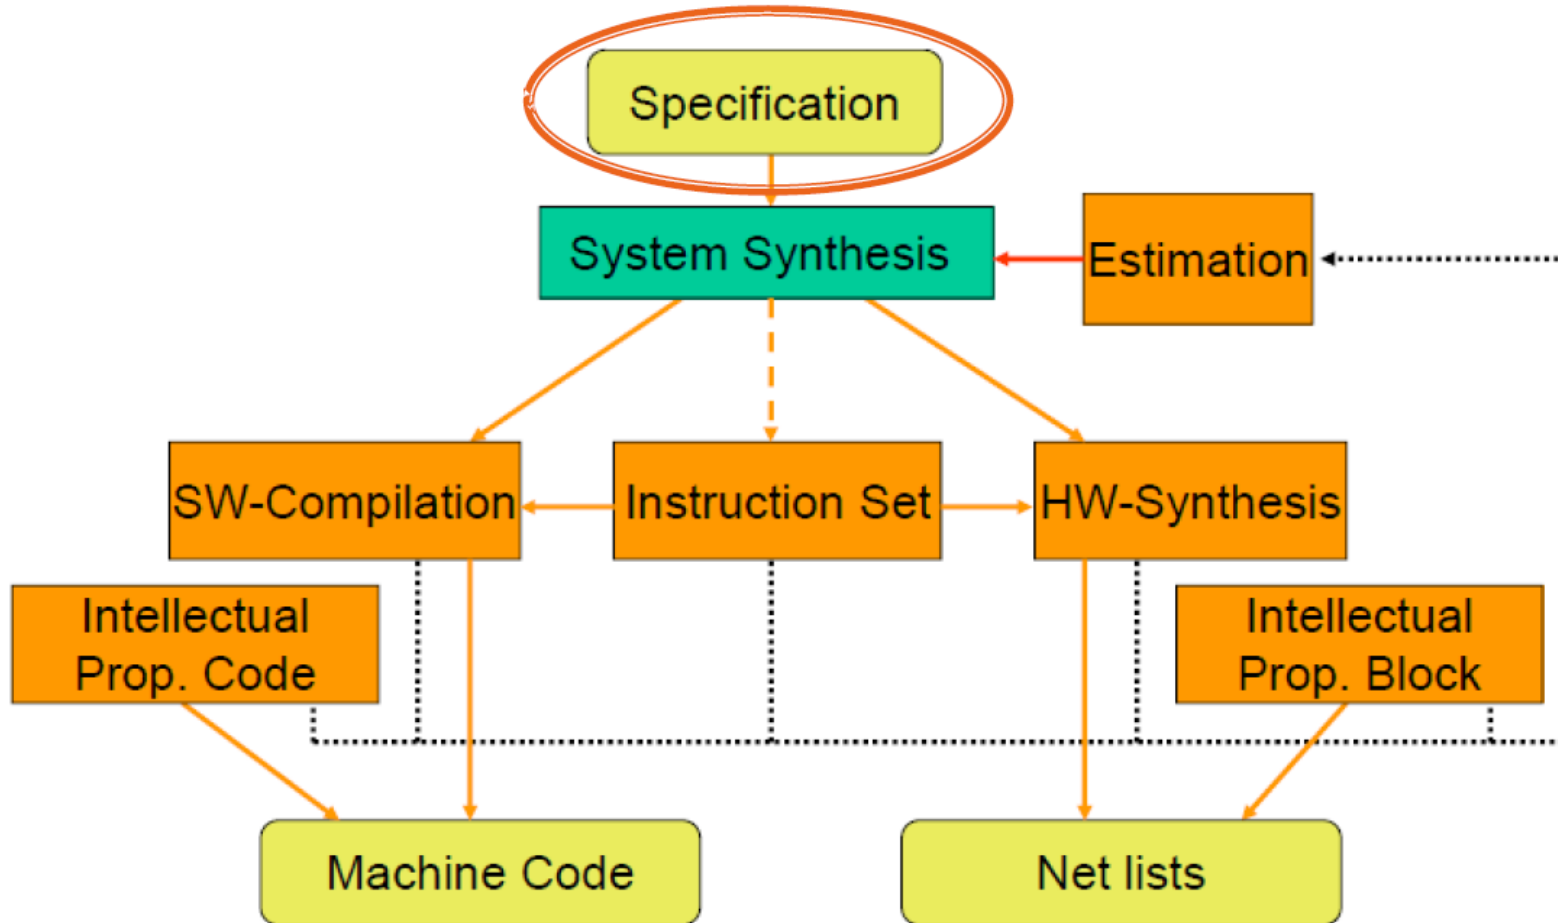 Specification
System Synthesis
Estimation
SW-Compilation
Instruction Set
HW-Synthesis
Intellectual
Prop. Code
Intellectual
Prop. Block
Machine Code
Net lists